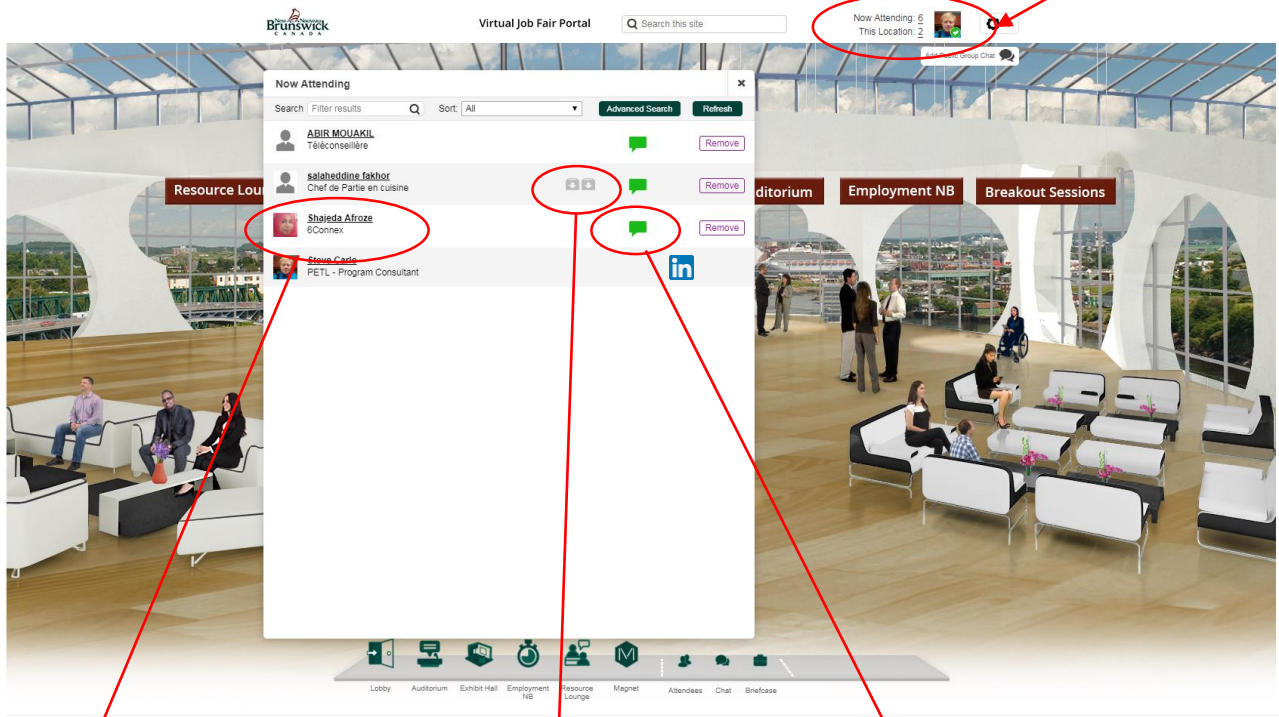 New Nouveau
Brunswick
CANADA
Virtual Job Fair Portal
Search this site
Now Attending: 6
This Location: 2
Add Public Group Chat
Now Attending
Search Filter results Sort: All Advanced Search Refresh
ABIR MOUAKIL
Téléconseillère
Remove
salaheddine fakhor
Chef de Partie en cuisine
Remove
Shajeda Afroze
6Connex
Remove
Steve Carle
PETL - Program Consultant
in
Resource Lou
ditorium
Employment NB
Breakout Sessions
Lobby
Auditorium
Exhibit Hall
Employment
NB
Resource
Lounge
M
Magnet
Attendees
Chat
Briefcase